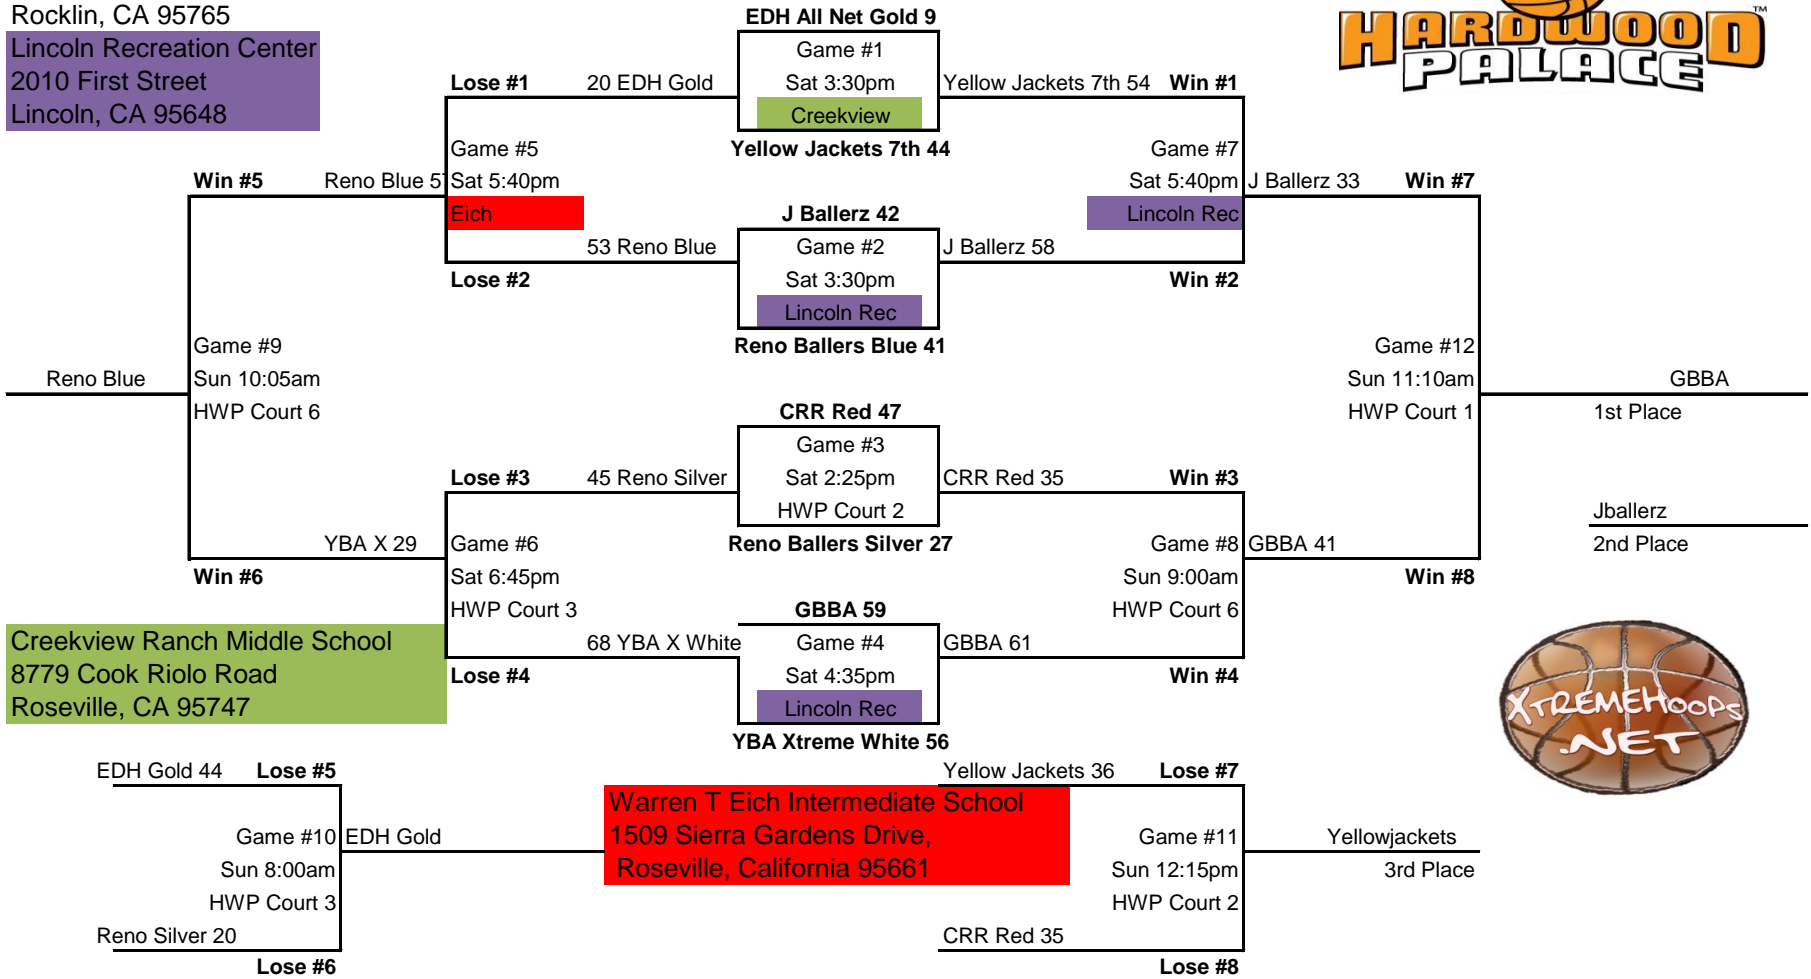 Rocklin, CA 95765
Lincoln Recreation Center
2010 First Street
Lincoln, CA 95648
EDH All Net Gold 9
Game #1
Sat 3:30pm
Creekview
Yellow Jackets 7th 44
HARDWOOD
PALACE
TM
Lose #1
20 EDH Gold
Yellow Jackets 7th 54
Win #1
Game #5
Sat 5:40pm
Eich
Game #7
Sat 5:40pm
Lincoln Rec
Win #5
Reno Blue 57
J Ballerz 33
Win #7
J Ballerz 42
Game #2
Sat 3:30pm
Lincoln Rec
Reno Ballers Blue 41
53 Reno Blue
J Ballerz 58
Lose #2
Win #2
Game #9
Sun 10:05am
HWP Court 6
Reno Blue
Game #12
Sun 11:10am
HWP Court 1
GBBA
1st Place
CRR Red 47
Game #3
Sat 2:25pm
HWP Court 2
Reno Ballers Silver 27
Lose #3
45 Reno Silver
CRR Red 35
Win #3
Jballerz
2nd Place
YBA X 29
Win #6
Game #6
Sat 6:45pm
HWP Court 3
Game #8
Sun 9:00am
HWP Court 6
GBBA 41
Win #8
GBBA 59
Game #4
Sat 4:35pm
Lincoln Rec
YBA Xtreme White 56
68 YBA X White
GBBA 61
Lose #4
Win #4
Creekview Ranch Middle School
8779 Cook Riolo Road
Roseville, CA 95747
XTREMEHOOPS
.NET
EDH Gold 44
Lose #5
Game #10
Sun 8:00am
HWP Court 3
EDH Gold
Reno Silver 20
Lose #6
Warren T Eich Intermediate School
1509 Sierra Gardens Drive,
Roseville, California 95661
Yellow Jackets 36
Lose #7
Game #11
Sun 12:15pm
HWP Court 2
Yellowjackets
3rd Place
CRR Red 35
Lose #8